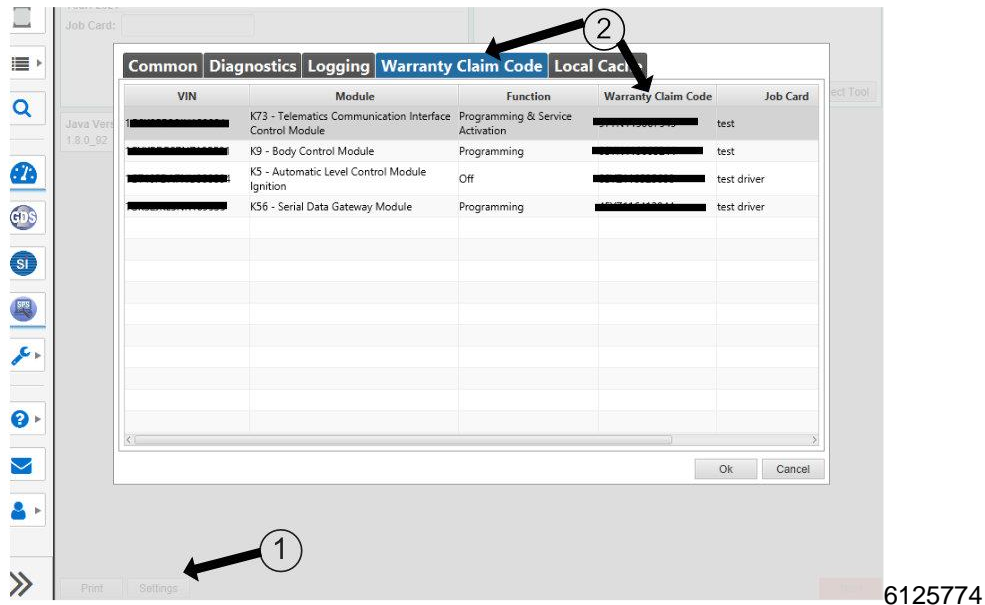 Job Card:
2
Common Diagnostics Logging Warranty Claim Code Local Cache
VIN Module Function Warranty Claim Code Job Card
K73 - Telematics Communication Interface Control Module Programming & Service Activation test
K9 - Body Control Module Programming test
K5 - Automatic Level Control Module Ignition Off test driver
K56 - Serial Data Gateway Module Programming test driver
ect Tool
Java Vers
1.8.0_92
GDS
SI
SPS
Ok Cancel
1
Print Settings
6125774